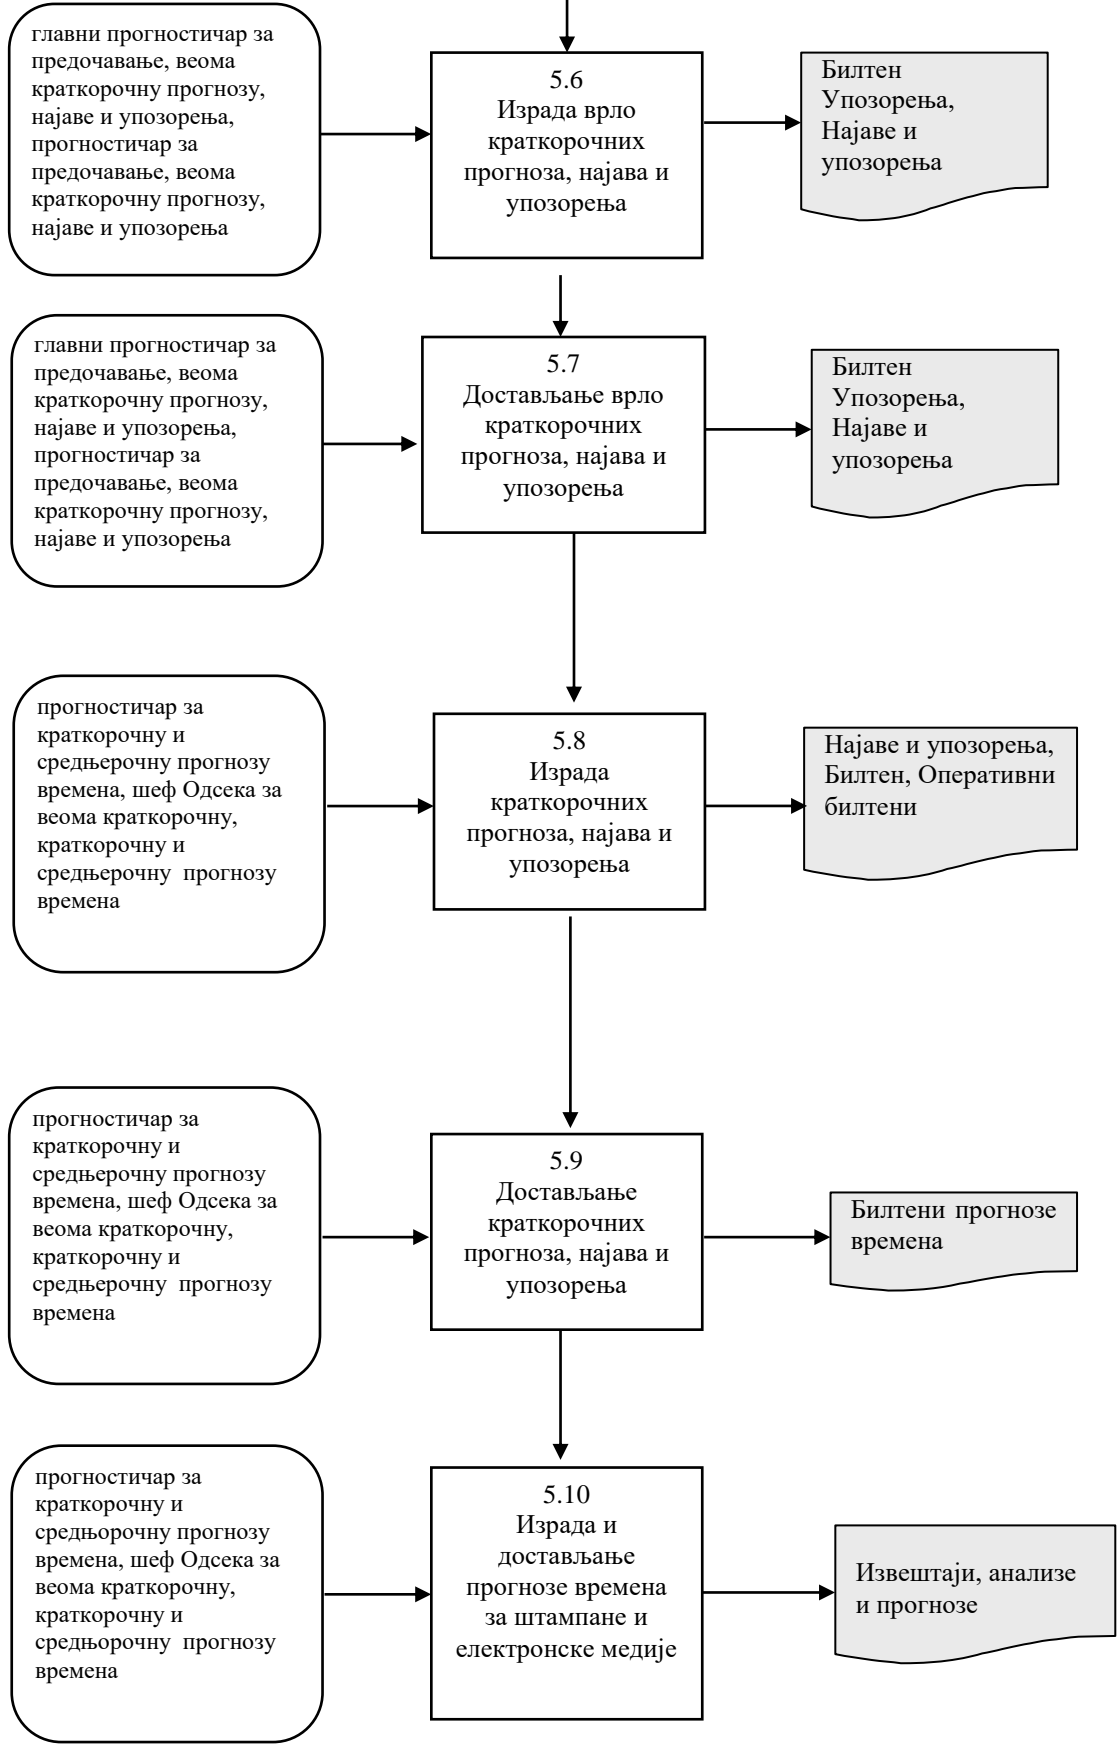 главни прогностичар за
предочавање, веома
краткорочну прогнозу,
најаве и упозорења,
прогностичар за
предочавање, веома
краткорочну прогнозу,
најаве и упозорења
5.6
Израда врло
краткорочних
прогноза, најава и
упозорења
Билтен
Упозорења,
Најаве и
упозорења
главни прогностичар за
предочавање, веома
краткорочну прогнозу,
најаве и упозорења,
прогностичар за
предочавање, веома
краткорочну прогнозу,
најаве и упозорења
5.7
Достављање врло
краткорочних
прогноза, најава и
упозорења
Билтен
Упозорења,
Најаве и
упозорења
прогностичар за
краткорочну и
средњерочну прогнозу
времена, шеф Одсека за
веома краткорочну,
краткорочну и
средњерочну прогнозу
времена
5.8
Израда
краткорочних
прогноза, најава и
упозорења
Најаве и упозорења,
Билтен, Оперативни
билтени
прогностичар за
краткорочну и
средњерочну прогнозу
времена, шеф Одсека за
веома краткорочну,
краткорочну и
средњерочну прогнозу
времена
5.9
Достављање
краткорочних
прогноза, најава и
упозорења
Билтени прогнозе
времена
прогностичар за
краткорочну и
средњорочну прогнозу
времена, шеф Одсека за
веома краткорочну,
краткорочну и
средњорочну прогнозу
времена
5.10
Израда и
достављање
прогнозе времена
за штампане и
електронске медије
Извештаји, анализе
и прогнозе